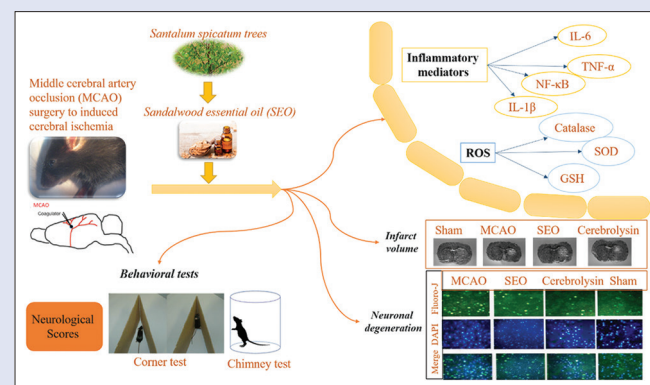 Santalum spicatum trees
Middle cerebral artery
occlusion (MCAO)
surgery to induced
cerebral ischemia
Sandalwood essential oil (SEO)
MCAO
Coagulater
Inflammatory
mediators
IL-6
TNF-α
NF-κB
IL-1β
ROS
Catalase
SOD
GSH
Infarct
volume
Sham MCAO SEO Cerebrolysin
Behavioral tests
Neurological
Scores
Corner test
Chimney test
Neuronal
degeneration
MCAO SEO Cerebrolysin Sham
Fluoro-J
DAPI
Merge